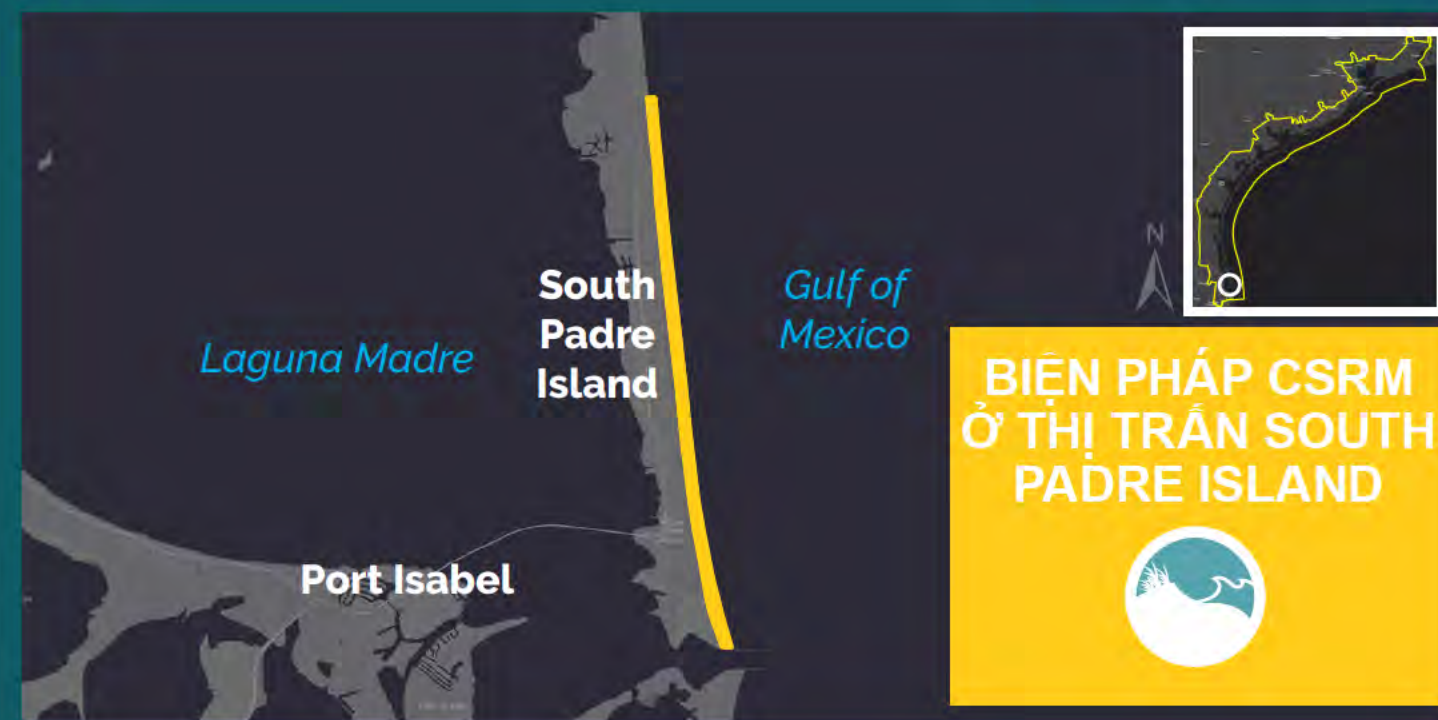 South
Padre
Island
Gulf of
Mexico
Laguna Madre
Port Isabel
N
BIỆN PHÁP CSRM
Ở THỊ TRẤN SOUTH
PADRE ISLAND